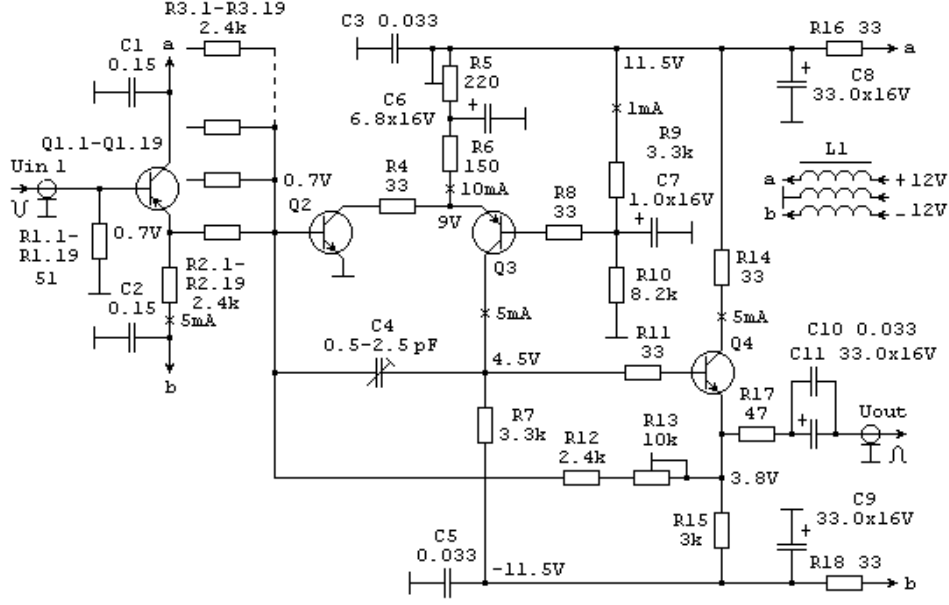 R3.1-R3.19
2.4k
C1
0.15
a
Q1.1-Q1.19
Uin 1
0.7V
R1.1-
R1.19
51
C2
0.15
b
R2.1-
R2.19
2.4k
5mA
C3 0.033
R5
220
C6
6.8x16V
+
R6
150
10mA
R4
33
0.7V
Q2
9V
Q3
R8
33
11.5V
1mA
R9
3.3k
C7
1.0x16V
+
R10
8.2k
R16 33
a
+
C8
33.0x16V
L1
a
+12V
b
-12V
R14
33
5mA
Q4
C4
0.5-2.5 pF
5mA
4.5V
R11
33
C10 0.033
C11 33.0x16V
R17
47
+
Uout
R7
3.3k
R12
2.4k
R13
10k
3.8V
R15
3k
C9
33.0x16V
+
C5
0.033
-11.5V
R18 33
b